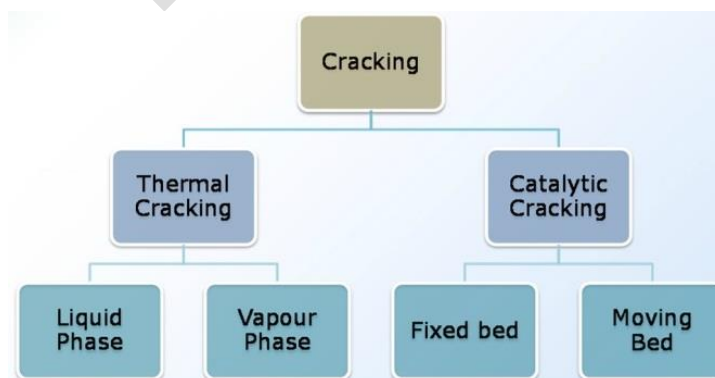 Cracking
Thermal
Cracking
Catalytic
Cracking
Liquid
Phase
Vapour
Phase
Fixed bed
Moving
Bed